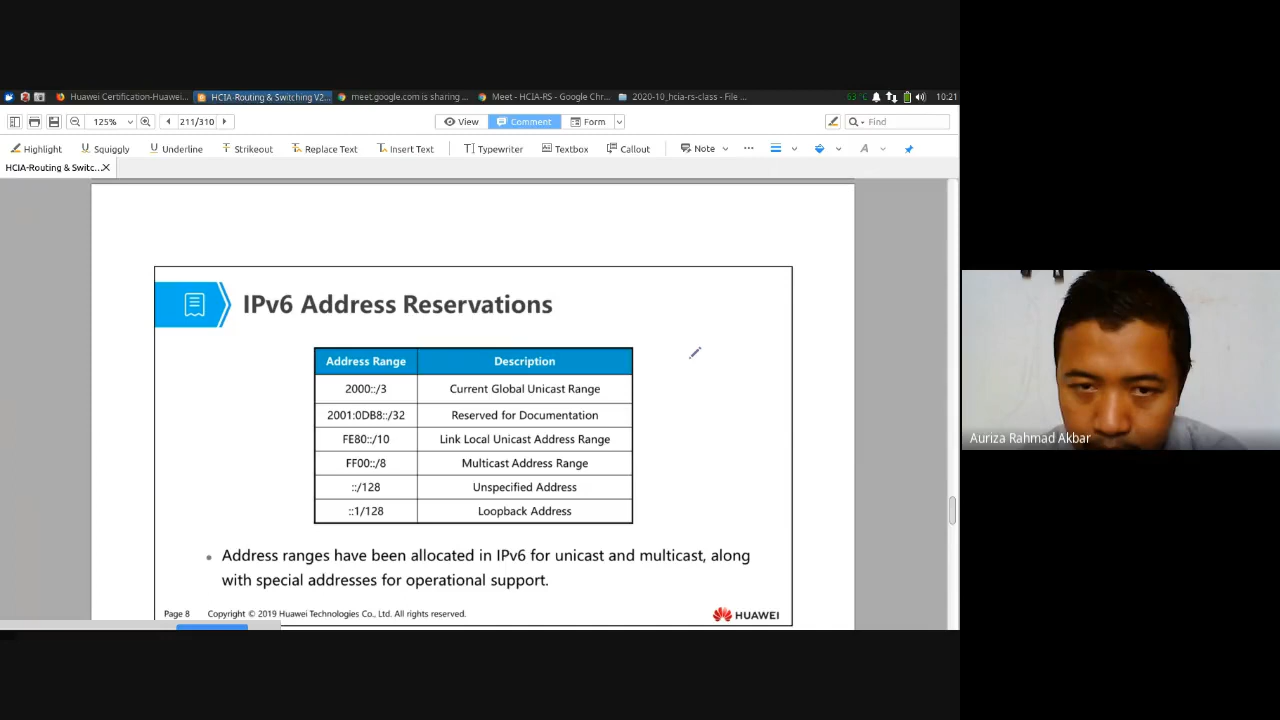 Huawei Certification-Huawei... HCIA-Routing & Switching V2... meet.google.com is sharing ... Meet - HCIA-RS - Google Chr... 2020-10_hcia-rs-class - File ... 63°C 10:21
125% 211/310 View Comment Form Find
Highlight Squiggly Underline Strikeout Replace Text Insert Text Typewriter Textbox Callout Note
HCIA-Routing & Switc...
IPv6 Address Reservations
Address Range Description
2000::/3 Current Global Unicast Range
2001:0DB8::/32 Reserved for Documentation
FE80::/10 Link Local Unicast Address Range
FF00::/8 Multicast Address Range
::/128 Unspecified Address
::1/128 Loopback Address
Address ranges have been allocated in IPv6 for unicast and multicast, along
with special addresses for operational support.
Page 8 Copyright © 2019 Huawei Technologies Co., Ltd. All rights reserved. HUAWEI
Auriza Rahmad Akbar